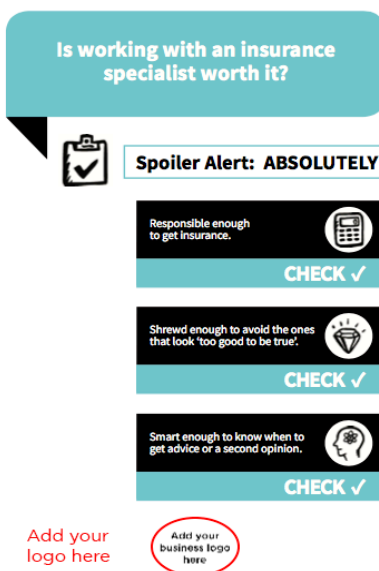 Is working with an insurance
specialist worth it?
Spoiler Alert: ABSOLUTELY
Responsible enough
to get insurance.
CHECK ✓
Shrewd enough to avoid the ones
that look ‘too good to be true’.
CHECK ✓
Smart enough to know when to
get advice or a second opinion.
CHECK ✓
Add your
logo here
Add your
business logo
here